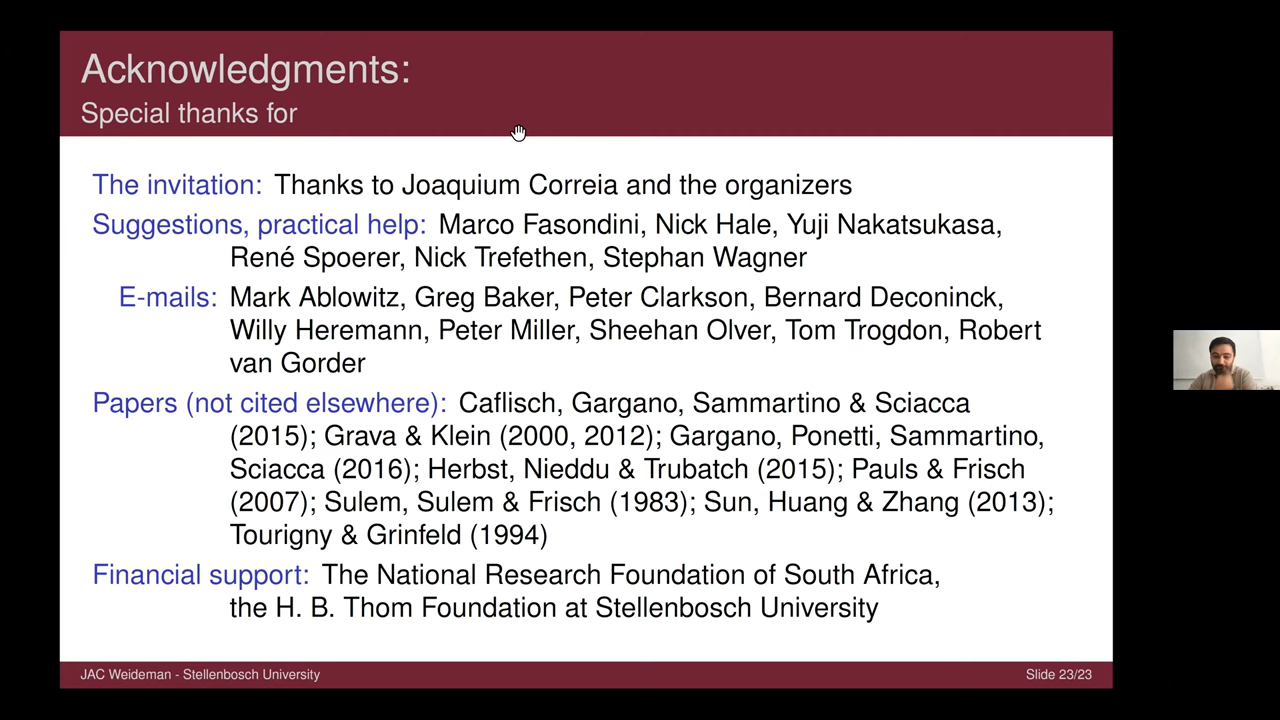 Acknowledgments:
Special thanks for
The invitation: Thanks to Joaquium Correia and the organizers
Suggestions, practical help: Marco Fasondini, Nick Hale, Yuji Nakatsukasa,
René Spoerer, Nick Trefethen, Stephan Wagner
E-mails: Mark Ablowitz, Greg Baker, Peter Clarkson, Bernard Deconinck,
Willy Heremann, Peter Miller, Sheehan Olver, Tom Trogdon, Robert
van Gorder
Papers (not cited elsewhere): Caflisch, Gargano, Sammartino & Sciacca
(2015); Grava & Klein (2000, 2012); Gargano, Ponetti, Sammartino,
Sciacca (2016); Herbst, Nieddu & Trubatch (2015); Pauls & Frisch
(2007); Sulem, Sulem & Frisch (1983); Sun, Huang & Zhang (2013);
Tourigny & Grinfeld (1994)
Financial support: The National Research Foundation of South Africa,
the H. B. Thom Foundation at Stellenbosch University
JAC Weideman - Stellenbosch University
Slide 23/23